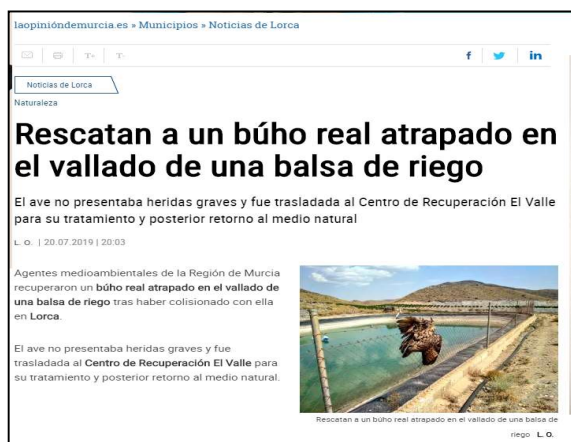 laopinióndemurcia.es » Municipios » Noticias de Lorca
T+ T-
f in
Noticias de Lorca
Naturaleza
Rescatan a un búho real atrapado en
el vallado de una balsa de riego
El ave no presentaba heridas graves y fue trasladada al Centro de Recuperación El Valle
para su tratamiento y posterior retorno al medio natural
L. O. | 20.07.2019 | 20:03
Agentes medioambientales de la Región de Murcia
recuperaron un búho real atrapado en el vallado de
una balsa de riego tras haber colisionado con ella
en Lorca.
El ave no presentaba heridas graves y fue
trasladada al Centro de Recuperación El Valle para
su tratamiento y posterior retorno al medio natural.
Rescatan a un búho real atrapado en el vallado de una balsa de
riego L. O.